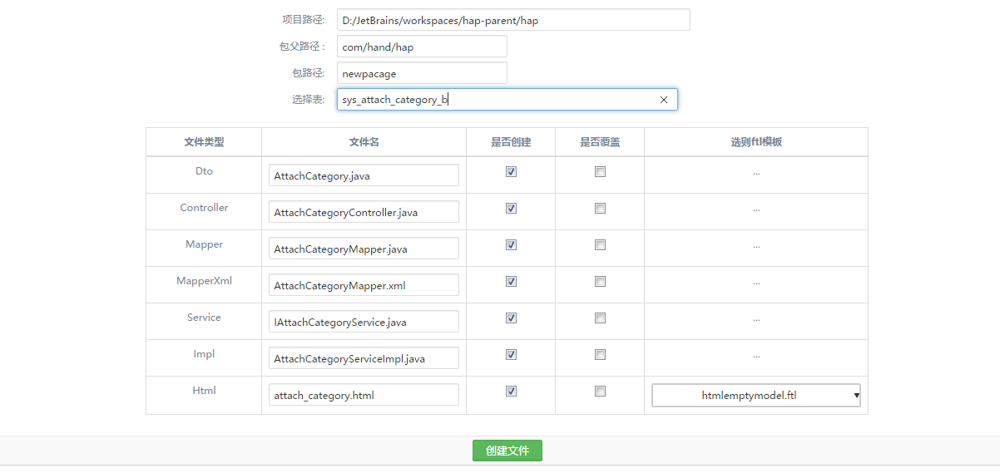 项目路径: D:/JetBrains/workspaces/hap-parent/hap
包父路径 : com/hand/hap
包路径: newpacage
选择表: sys_attach_category_b ×
文件类型 文件名 是否创建 是否覆盖 选则ftl模板
Dto AttachCategory.java ...
Controller AttachCategoryController.java ...
Mapper AttachCategoryMapper.java ...
MapperXml AttachCategoryMapper.xml ...
Service IAttachCategoryService.java ...
Impl AttachCategoryServiceImpl.java ...
Html attach_category.html htmlemptymodel.ftl
创建文件